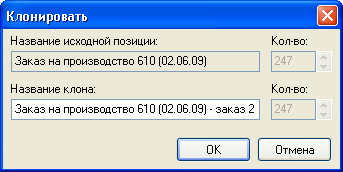 Клонировать
Название исходной позиции: Кол-во:
Заказ на производство 610 (02.06.09) 247
Название клона: Кол-во:
Заказ на производство 610 (02.06.09) - заказ 2 247
OK Отмена